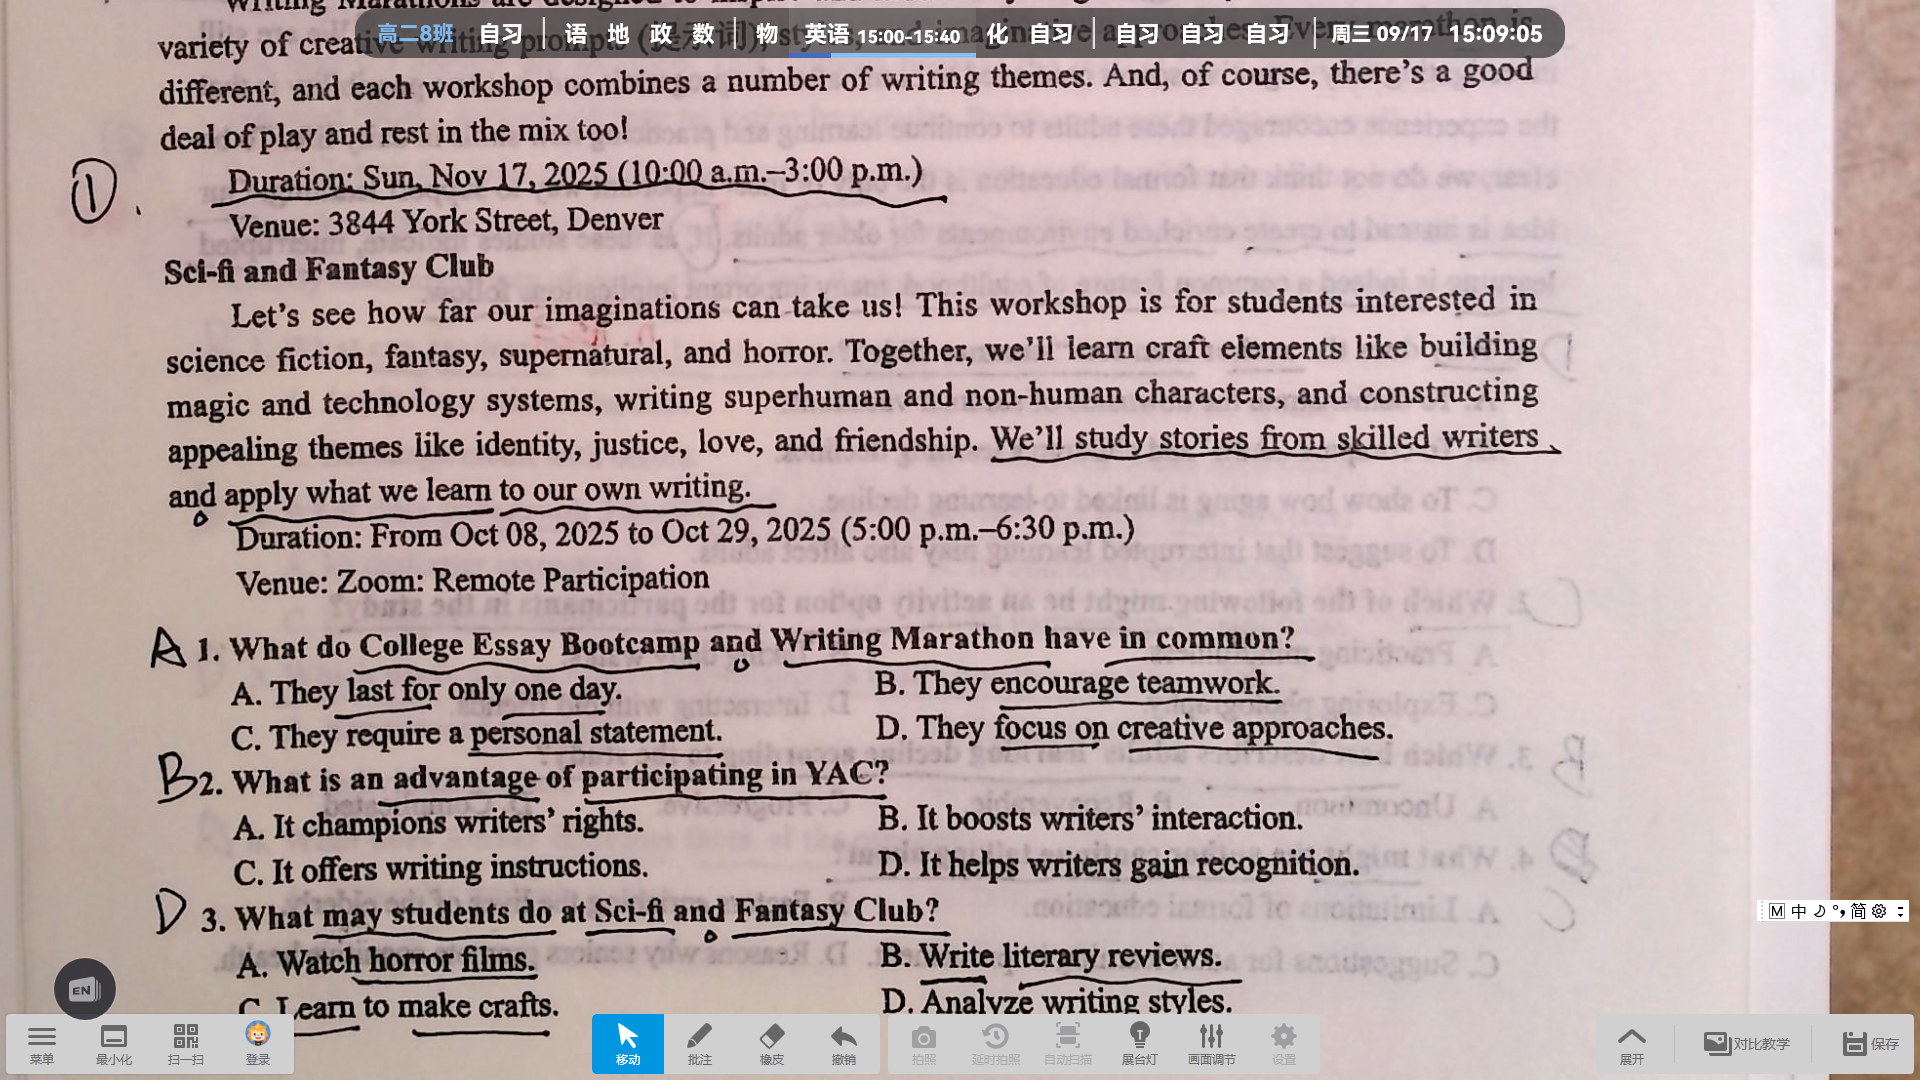 高二8班 自习 语 地 政 数 物 英语 15:00-15:40 化 自习 自习 自习 自习 周三 09/17 15:09:05
variety of creative writing prompts (提示词), styles, and imaginative approaches. Every marathon is
different, and each workshop combines a number of writing themes. And, of course, there's a good
deal of play and rest in the mix too!
①.
Duration: Sun, Nov 17, 2025 (10:00 a.m.–3:00 p.m.)
Venue: 3844 York Street, Denver
Sci-fi and Fantasy Club
Let's see how far our imaginations can take us! This workshop is for students interested in
science fiction, fantasy, supernatural, and horror. Together, we'll learn craft elements like building
magic and technology systems, writing superhuman and non-human characters, and constructing
appealing themes like identity, justice, love, and friendship. We'll study stories from skilled writers
and apply what we learn to our own writing.
Duration: From Oct 08, 2025 to Oct 29, 2025 (5:00 p.m.–6:30 p.m.)
Venue: Zoom: Remote Participation
A 1. What do College Essay Bootcamp and Writing Marathon have in common?
A. They last for only one day. B. They encourage teamwork.
C. They require a personal statement. D. They focus on creative approaches.
B 2. What is an advantage of participating in YAC?
A. It champions writers' rights. B. It boosts writers' interaction.
C. It offers writing instructions. D. It helps writers gain recognition.
D 3. What may students do at Sci-fi and Fantasy Club?
A. Watch horror films. B. Write literary reviews.
C. Learn to make crafts. D. Analyze writing styles.
M 中 简
EN
菜单 最小化 扫一扫 登录 移动 批注 橡皮 撤销 拍照 延时拍照 自动扫描 展台灯 画面调节 设置 展开 对比教学 保存